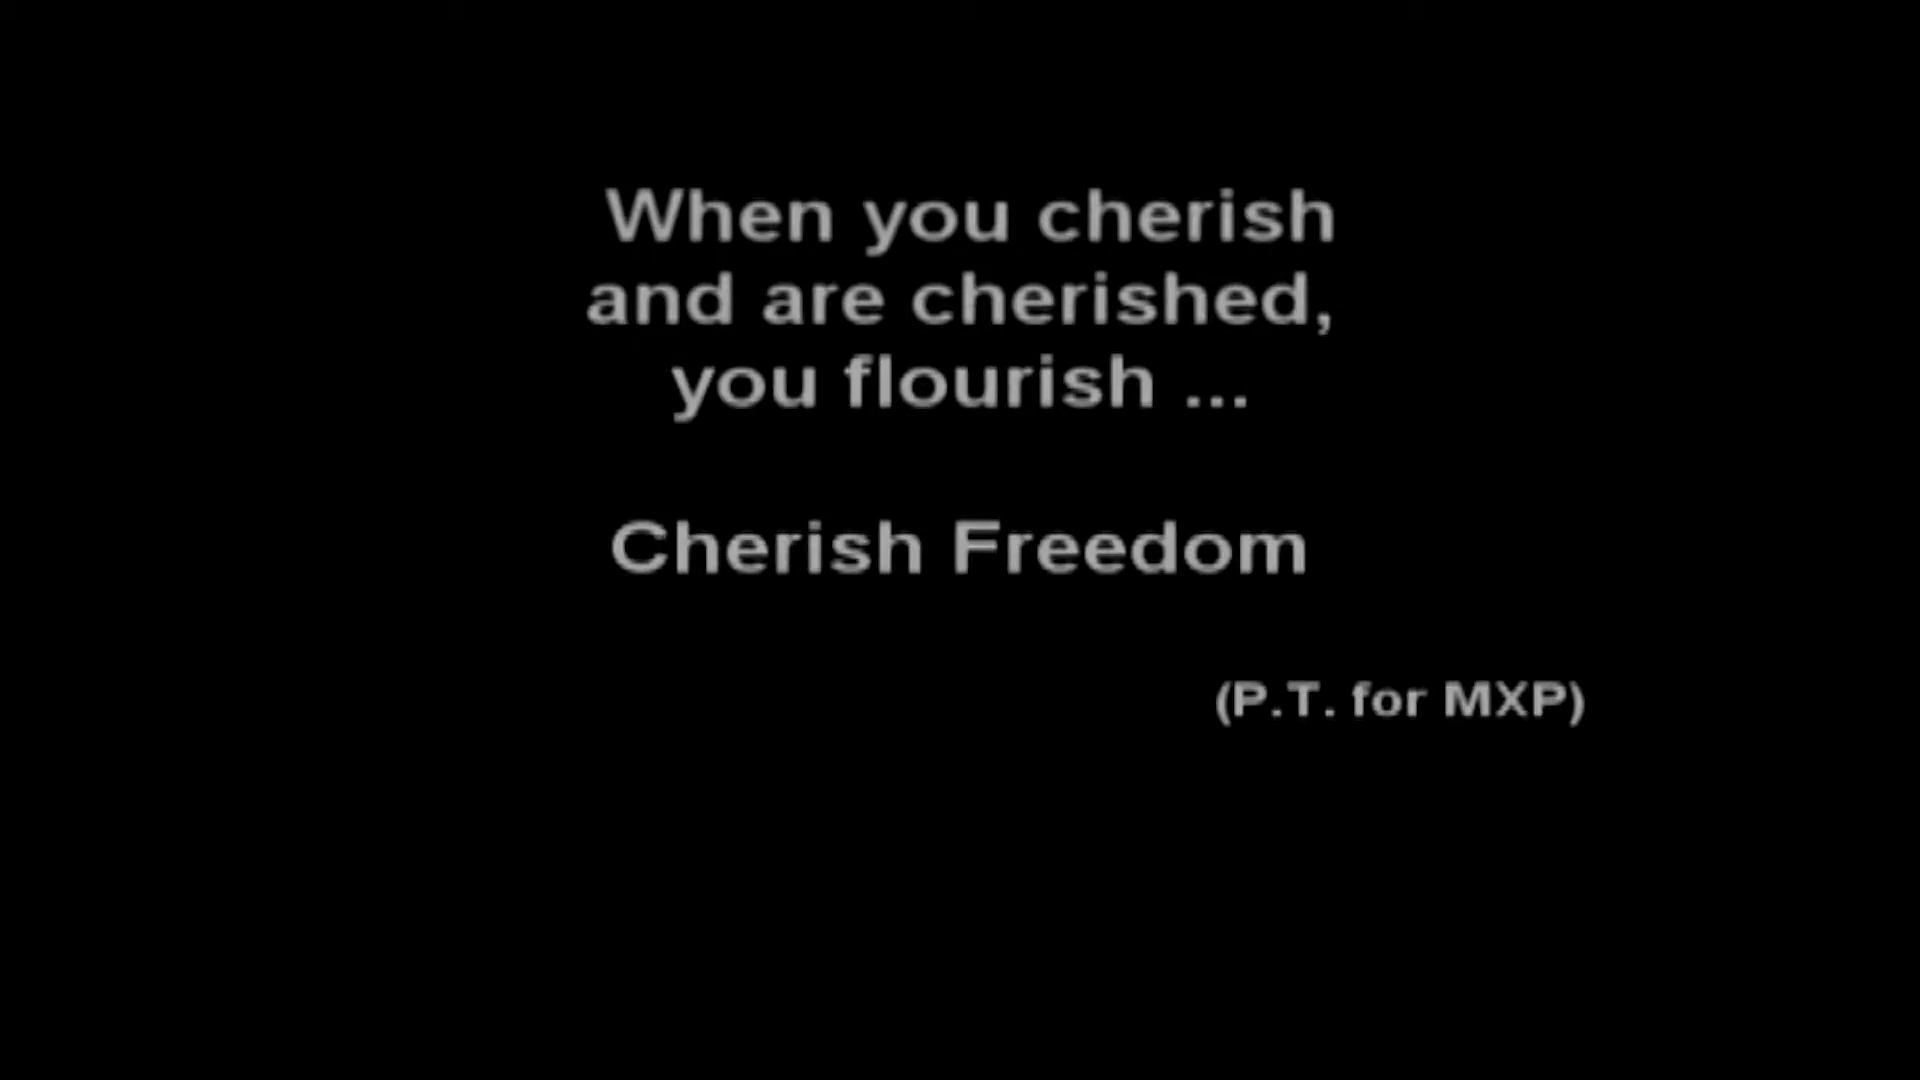 When you cherish
and are cherished,
you flourish ...
Cherish Freedom
(P.T. for MXP)